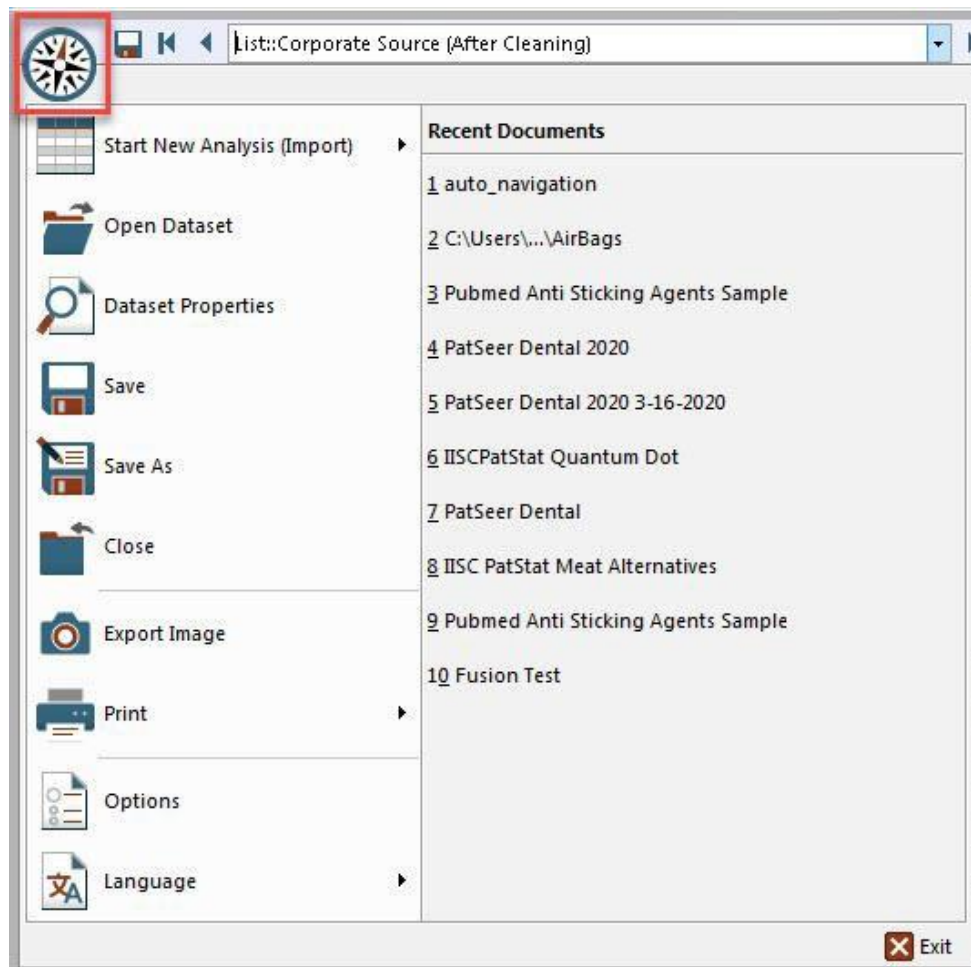 List::Corporate Source (After Cleaning)
Start New Analysis (Import)
Open Dataset
Dataset Properties
Save
Save As
Close
Export Image
Print
Options
文A
Language
Recent Documents
1 auto_navigation
2 C:\Users\...\AirBags
3 Pubmed Anti Sticking Agents Sample
4 PatSeer Dental 2020
5 PatSeer Dental 2020 3-16-2020
6 IISCPatStat Quantum Dot
7 PatSeer Dental
8 IISC PatStat Meat Alternatives
9 Pubmed Anti Sticking Agents Sample
10 Fusion Test
Exit